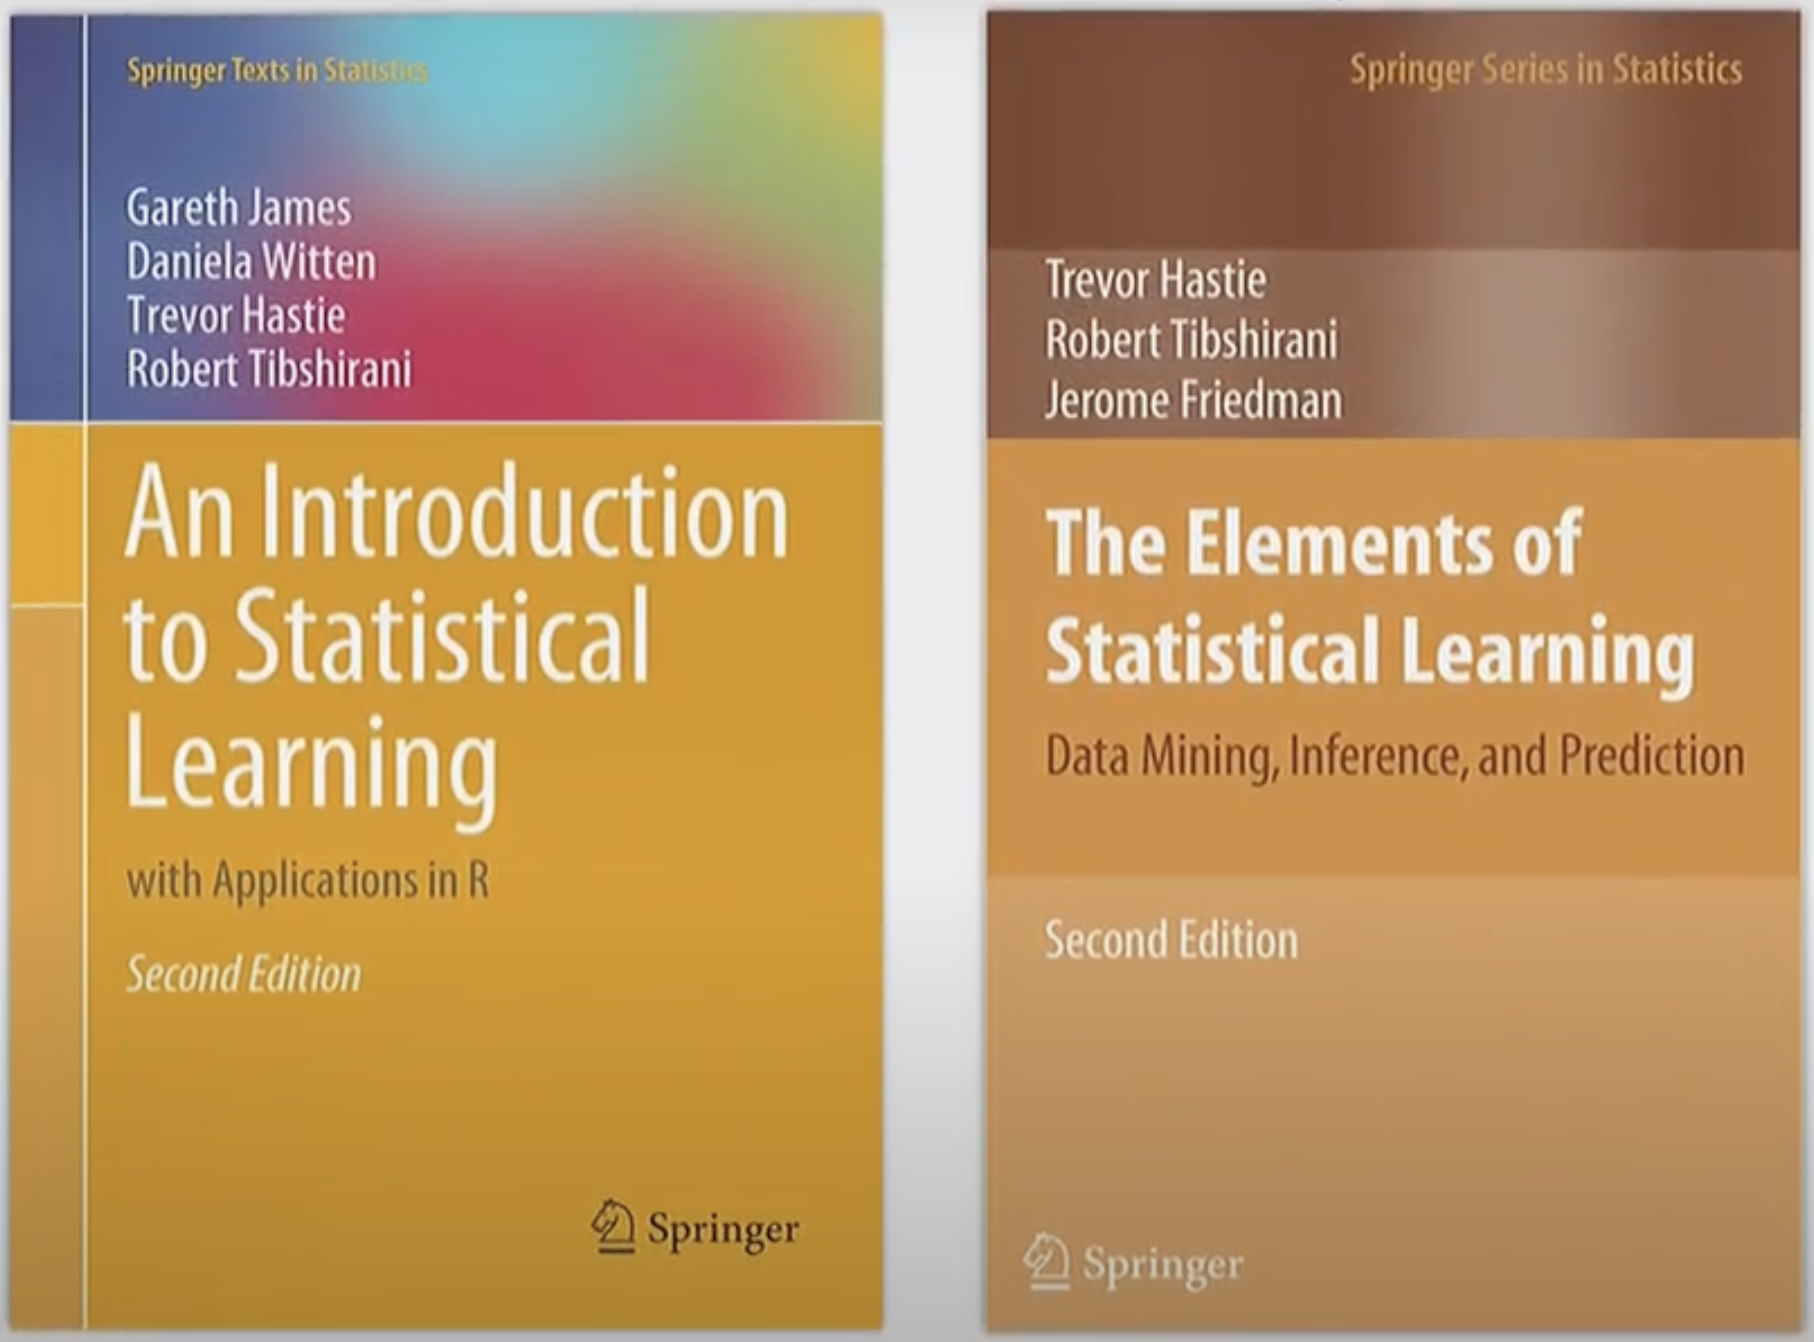 Springer Texts in Statistics
Gareth James
Daniela Witten
Trevor Hastie
Robert Tibshirani
An Introduction
to Statistical
Learning
with Applications in R
Second Edition
Springer
Springer Series in Statistics
Trevor Hastie
Robert Tibshirani
Jerome Friedman
The Elements of
Statistical Learning
Data Mining, Inference, and Prediction
Second Edition
Springer